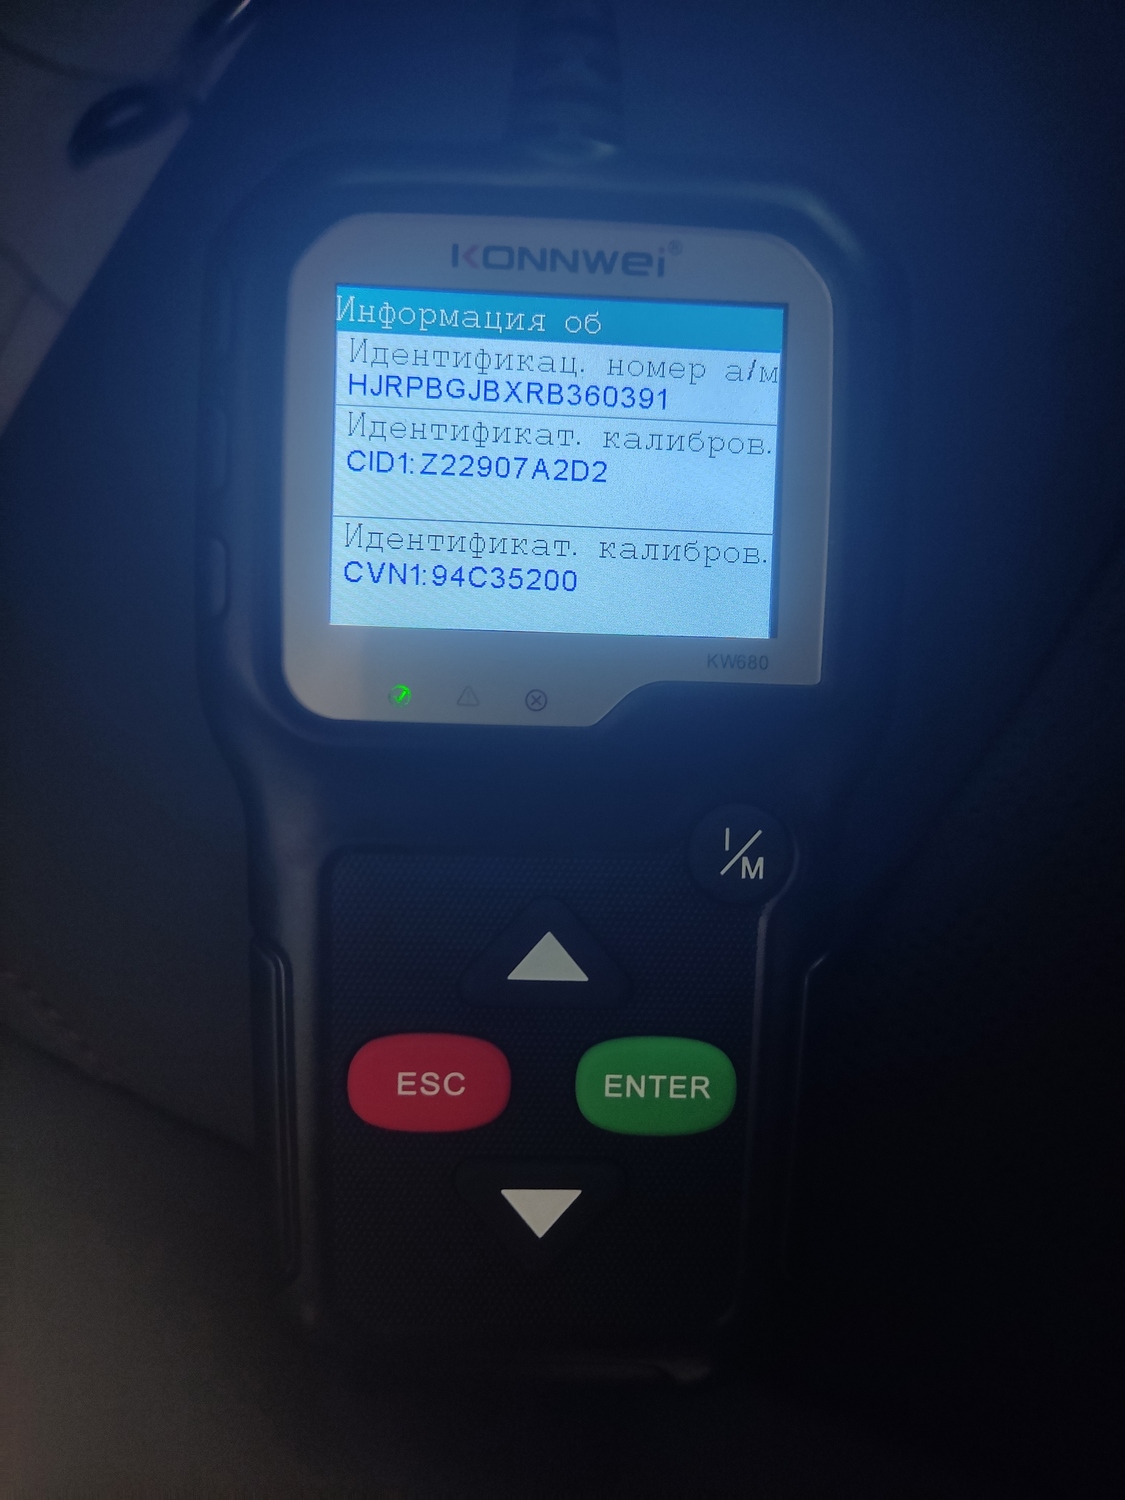 KONNWEI®
Информация об
Идентификац. номер а/м
HJRPBGJBXRB360391
Идентификат. калибров.
CID1:Z22907A2D2
Идентификат. калибров.
CVN1:94C35200
KW680
I/M
ESC
ENTER